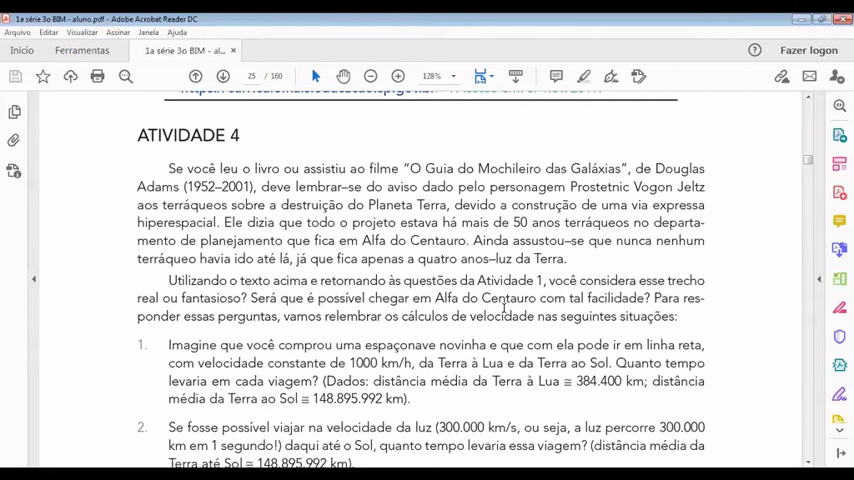 1a série 3o BIM - aluno.pdf - Adobe Acrobat Reader DC
Arquivo Editar Visualizar Assinar Janela Ajuda
Início Ferramentas 1a série 3o BIM - al... × Fazer logon
25 / 160 128%
ATIVIDADE 4
Se você leu o livro ou assistiu ao filme “O Guia do Mochileiro das Galáxias”, de Douglas
Adams (1952–2001), deve lembrar–se do aviso dado pelo personagem Prostetnic Vogon Jeltz
aos terráqueos sobre a destruição do Planeta Terra, devido a construção de uma via expressa
hiperespacial. Ele dizia que todo o projeto estava há mais de 50 anos terráqueos no departa-
mento de planejamento que fica em Alfa do Centauro. Ainda assustou–se que nunca nenhum
terráqueo havia ido até lá, já que fica apenas a quatro anos–luz da Terra.
Utilizando o texto acima e retornando às questões da Atividade 1, você considera esse trecho
real ou fantasioso? Será que é possível chegar em Alfa do Centauro com tal facilidade? Para res-
ponder essas perguntas, vamos relembrar os cálculos de velocidade nas seguintes situações:
1. Imagine que você comprou uma espaçonave novinha e que com ela pode ir em linha reta,
com velocidade constante de 1000 km/h, da Terra à Lua e da Terra ao Sol. Quanto tempo
levaria em cada viagem? (Dados: distância média da Terra à Lua ≅ 384.400 km; distância
média da Terra ao Sol ≅ 148.895.992 km).
2. Se fosse possível viajar na velocidade da luz (300.000 km/s, ou seja, a luz percorre 300.000
km em 1 segundo!) daqui até o Sol, quanto tempo levaria essa viagem? (distância média da
Terra até Sol ≅ 148.895.992 km).